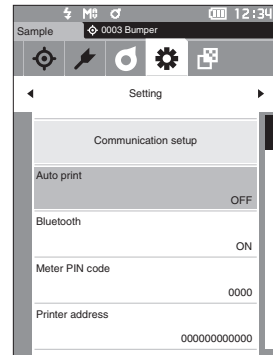 12:34
Sample
0003 Bumper
Setting
Communication setup
Auto print
OFF
Bluetooth
ON
Meter PIN code
0000
Printer address
000000000000